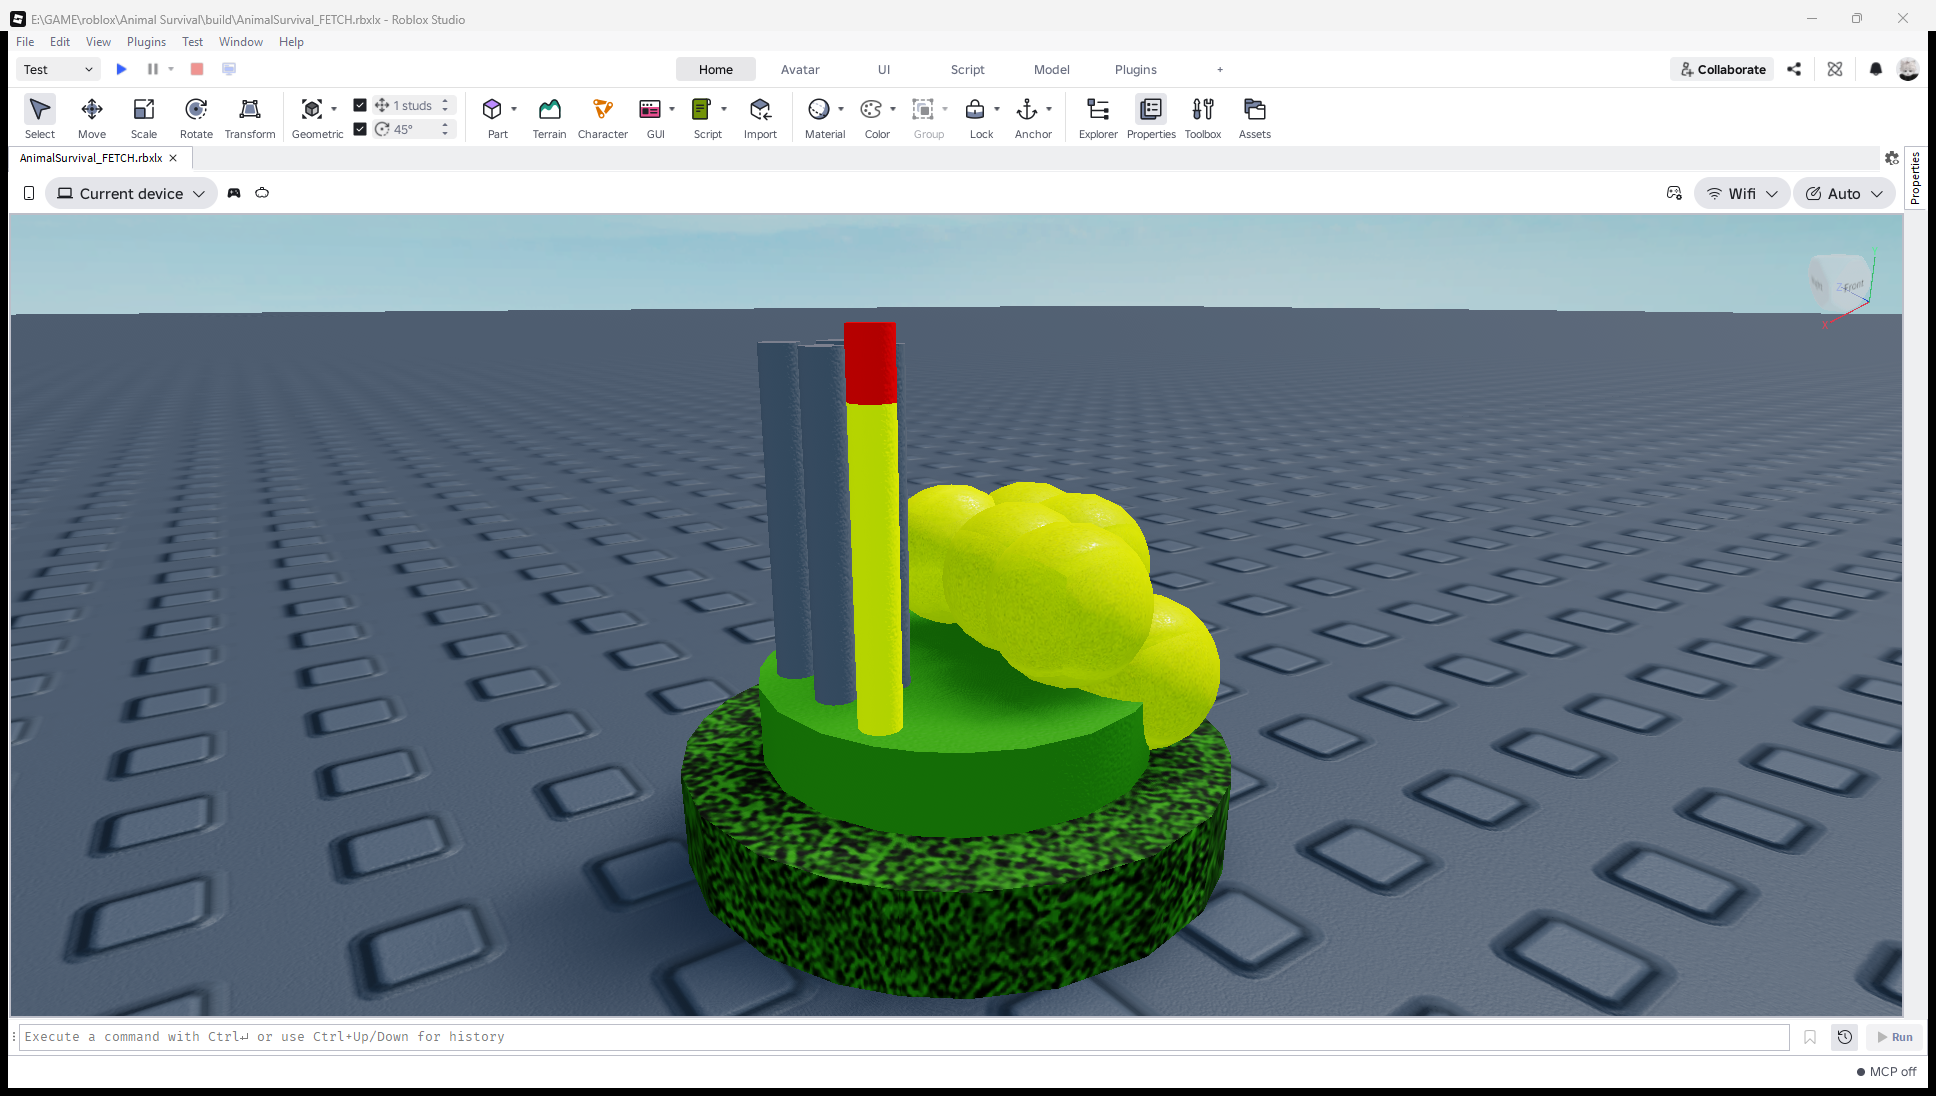 E:\GAME\roblox\Animal Survival\build\AnimalSurvival_FETCH.rbxlx - Roblox Studio
File Edit View Plugins Test Window Help
Test Home Avatar UI Script Model Plugins + Collaborate
1 studs
45°
Select Move Scale Rotate Transform Geometric Part Terrain Character GUI Script Import Material Color Group Lock Anchor Explorer Properties Toolbox Assets
AnimalSurvival_FETCH.rbxlx
Properties
Current device Wifi Auto
Front
X
Execute a command with Ctrl↵ or use Ctrl+Up/Down for history Run
MCP off